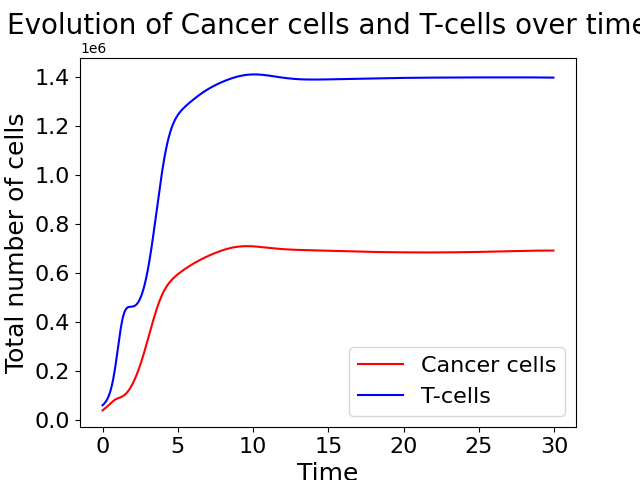 Evolution of Cancer cells and T-cells over time
1e6
Total number of cells
1.4
1.2
1.0
0.8
0.6
0.4
0.2
0.0
Cancer cells
T-cells
0 5 10 15 20 25 30
Time